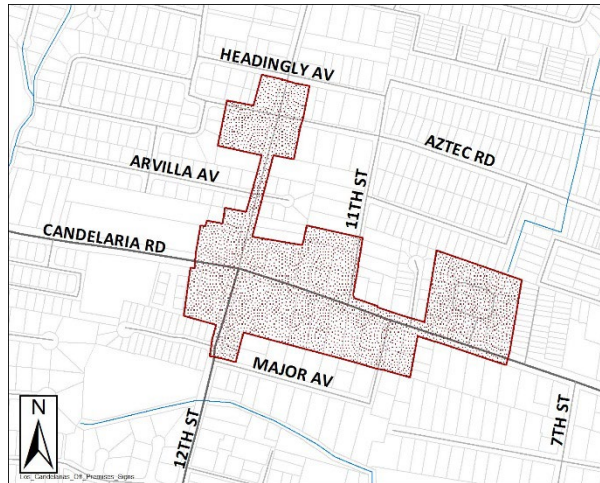 HEADINGLY AV
AZTEC RD
ARVILLA AV
11TH ST
CANDELARIA RD
MAJOR AV
12TH ST
7TH ST
N
Los_Candelarias_Off_Premises_Signs